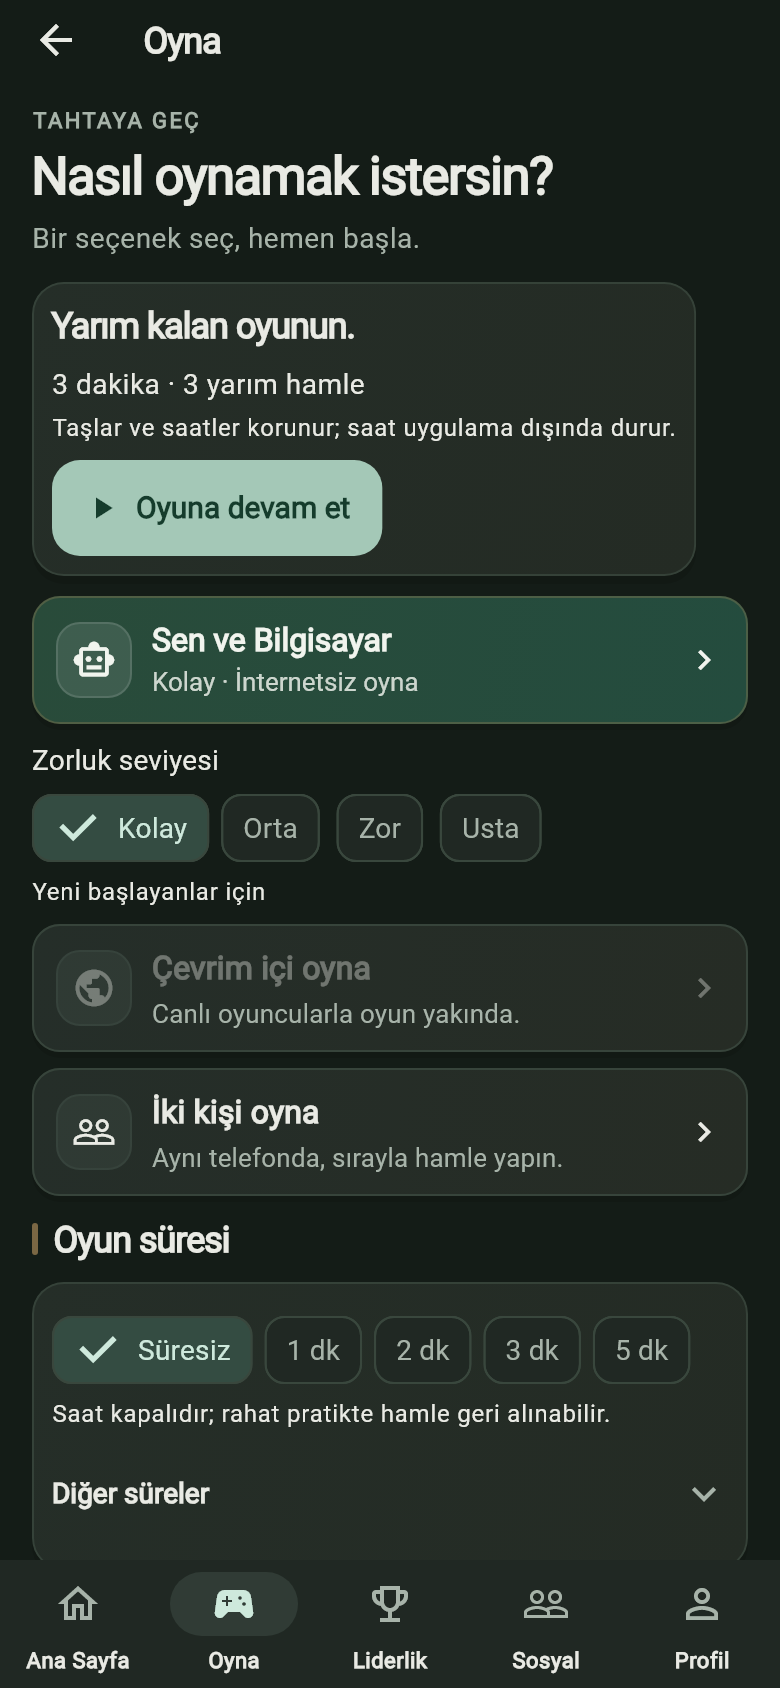 Oyna
TAHTAYA GEÇ
Nasıl oynamak istersin?
Bir seçenek seç, hemen başla.
Yarım kalan oyunun.
3 dakika · 3 yarım hamle
Taşlar ve saatler korunur; saat uygulama dışında durur.
Oyuna devam et
Sen ve Bilgisayar
Kolay · İnternetsiz oyna
Zorluk seviyesi
Kolay Orta Zor Usta
Yeni başlayanlar için
Çevrim içi oyna
Canlı oyuncularla oyun yakında.
İki kişi oyna
Aynı telefonda, sırayla hamle yapın.
Oyun süresi
Süresiz 1 dk 2 dk 3 dk 5 dk
Saat kapalıdır; rahat pratikte hamle geri alınabilir.
Diğer süreler
Ana Sayfa Oyna Liderlik Sosyal Profil